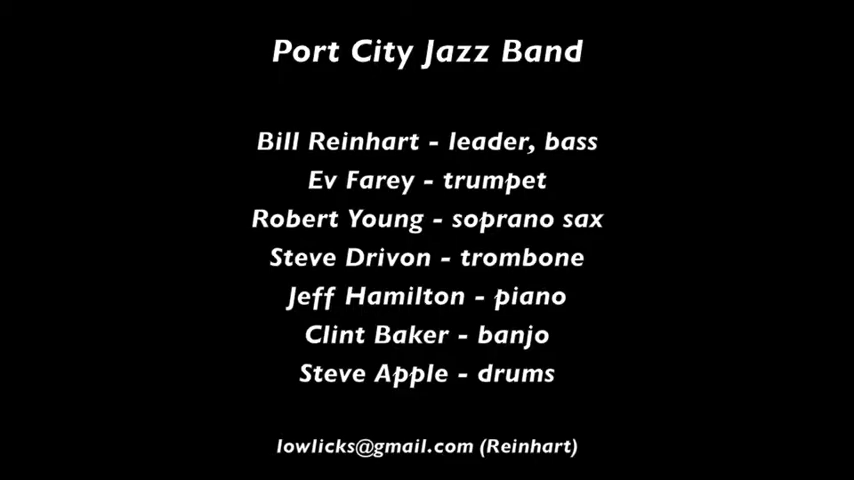 Port City Jazz Band
Bill Reinhart - leader, bass
Ev Farey - trumpet
Robert Young - soprano sax
Steve Drivon - trombone
Jeff Hamilton - piano
Clint Baker - banjo
Steve Apple - drums
lowlicks@gmail.com (Reinhart)